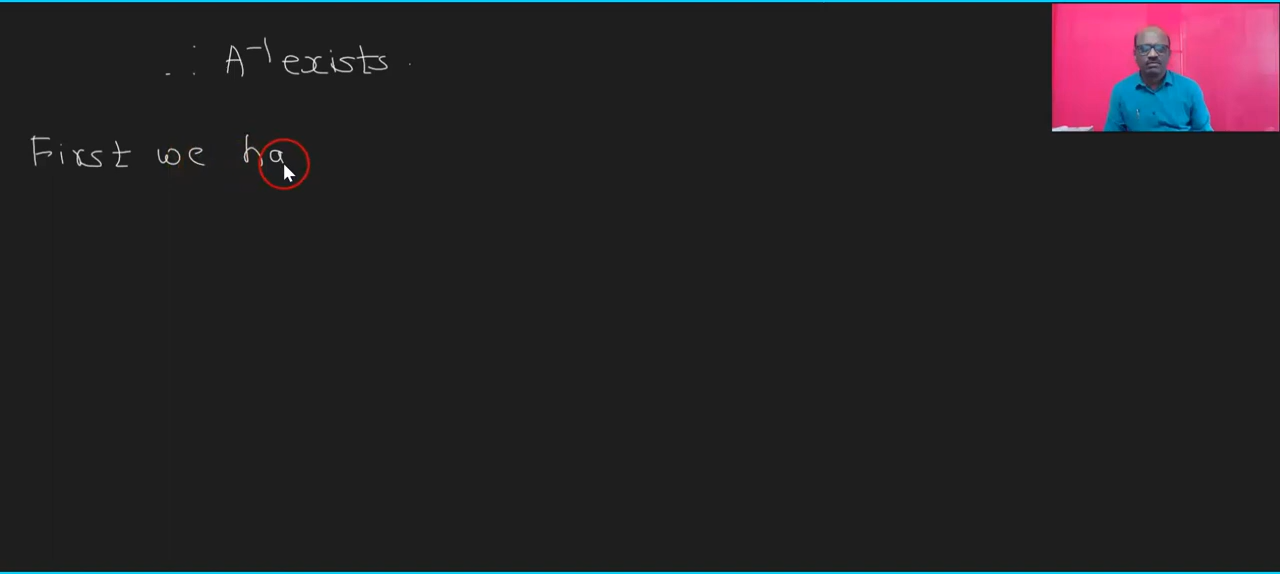 ∴ A⁻¹ exists.
First we ha